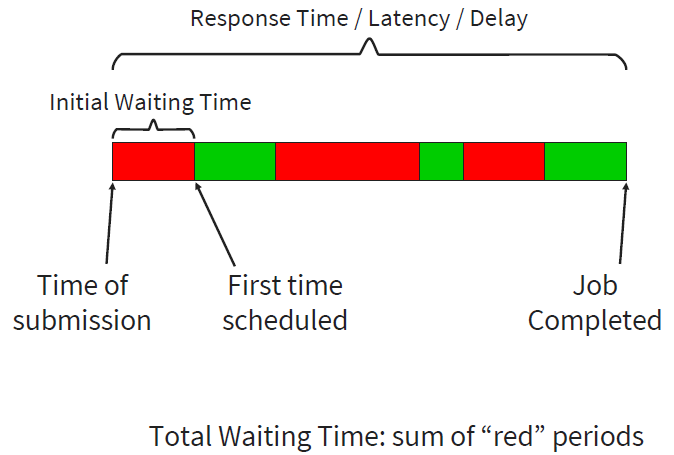 Response Time / Latency / Delay
Initial Waiting Time
Time of
submission
First time
scheduled
Job
Completed
Total Waiting Time: sum of “red” periods